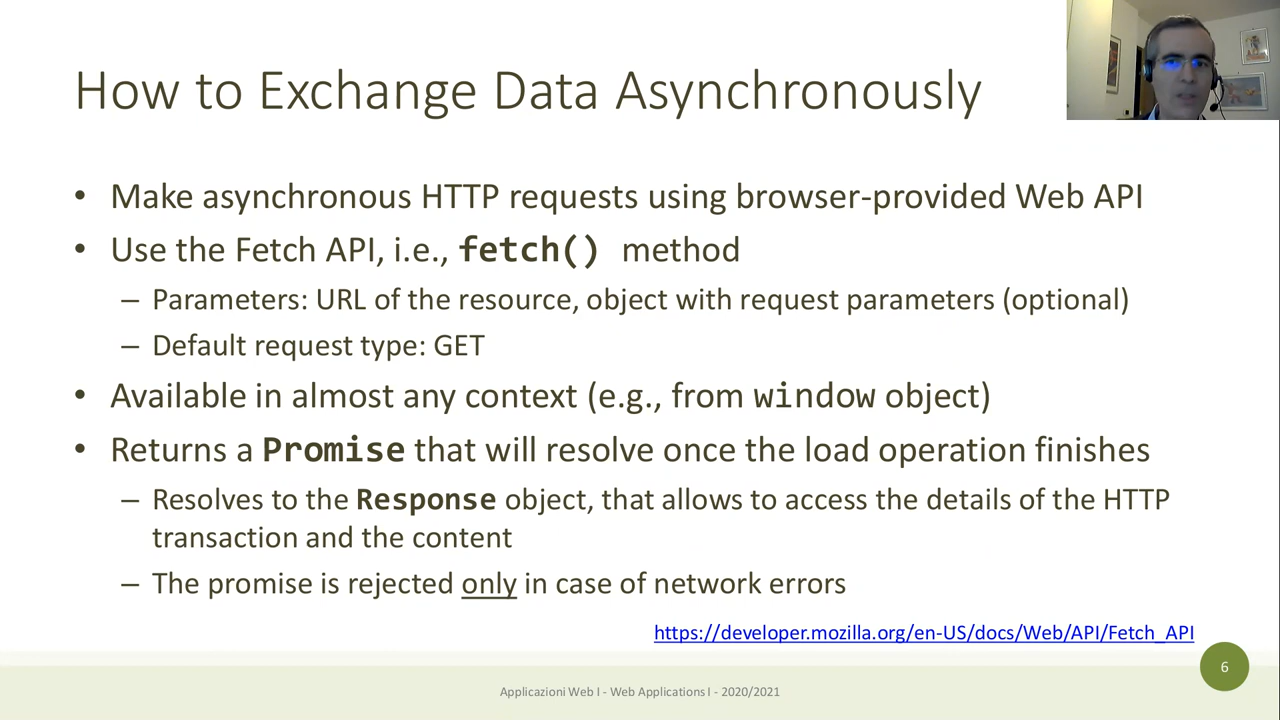 How to Exchange Data Asynchronously
• Make asynchronous HTTP requests using browser-provided Web API
• Use the Fetch API, i.e., fetch() method
– Parameters: URL of the resource, object with request parameters (optional)
– Default request type: GET
• Available in almost any context (e.g., from window object)
• Returns a Promise that will resolve once the load operation finishes
– Resolves to the Response object, that allows to access the details of the HTTP
transaction and the content
– The promise is rejected only in case of network errors
https://developer.mozilla.org/en-US/docs/Web/API/Fetch_API
6
Applicazioni Web I - Web Applications I - 2020/2021